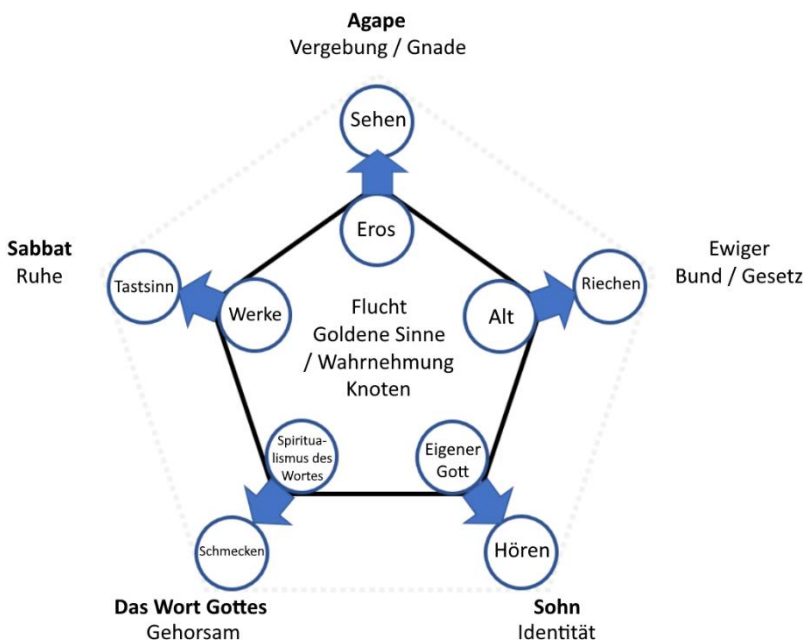 Agape
Vergebung / Gnade
Sehen
Eros
Sabbat
Ruhe
Tastsinn
Werke
Flucht
Goldene Sinne
/ Wahrnehmung
Knoten
Alt
Riechen
Ewiger
Bund / Gesetz
Spiritua-
lismus des
Wortes
Eigener
Gott
Schmecken
Hören
Das Wort Gottes
Gehorsam
Sohn
Identität